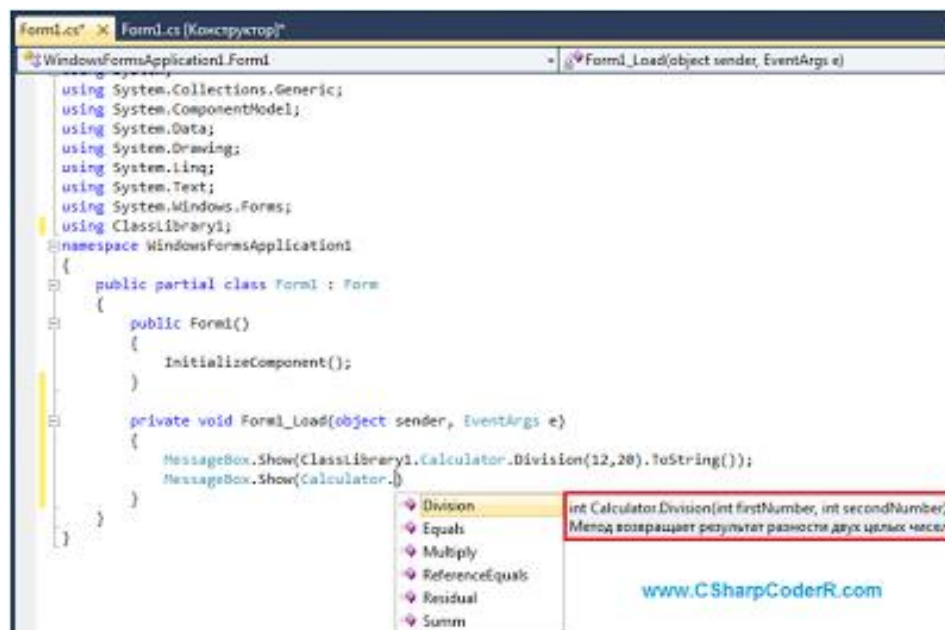 Form1.cs* × Form1.cs [Конструктор]*
WindowsFormsApplication1.Form1 Form1_Load(object sender, EventArgs e)
using System;
using System.Collections.Generic;
using System.ComponentModel;
using System.Data;
using System.Drawing;
using System.Linq;
using System.Text;
using System.Windows.Forms;
using ClassLibrary1;
namespace WindowsFormsApplication1
{
public partial class Form1 : Form
{
public Form1()
{
InitializeComponent();
}
private void Form1_Load(object sender, EventArgs e)
{
MessageBox.Show(ClassLibrary1.Calculator.Division(12,20).ToString());
MessageBox.Show(Calculator.)
}
}
}
Division
Equals
Multiply
ReferenceEquals
Residual
Summ
int Calculator.Division(int firstNumber, int secondNumber)
Метод возвращает результат разности двух целых чисел
www.CSharpCoderR.com